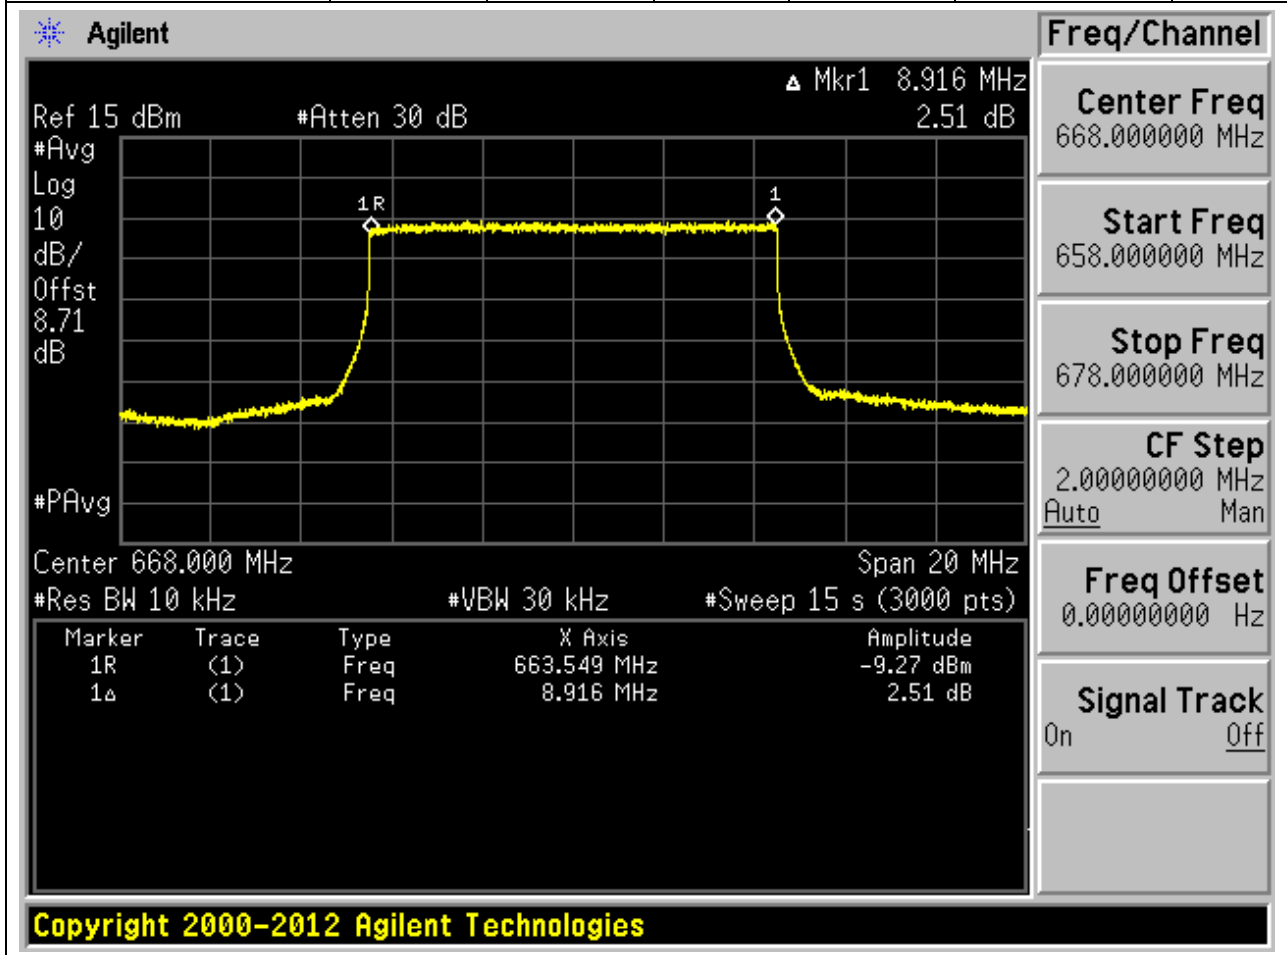 Agilent
Freq/Channel
Δ Mkr1 8.916 MHz
Ref 15 dBm #Atten 30 dB 2.51 dB
#Avg
Log
10
dB/
Offst
8.71
dB
1R
1
#PAvg
Center 668.000 MHz Span 20 MHz
#Res BW 10 kHz #VBW 30 kHz #Sweep 15 s (3000 pts)
Marker Trace Type X Axis Amplitude
1R (1) Freq 663.549 MHz -9.27 dBm
1Δ (1) Freq 8.916 MHz 2.51 dB
Center Freq
668.000000 MHz
Start Freq
658.000000 MHz
Stop Freq
678.000000 MHz
CF Step
2.00000000 MHz
Auto Man
Freq Offset
0.00000000 Hz
Signal Track
On Off
Copyright 2000-2012 Agilent Technologies